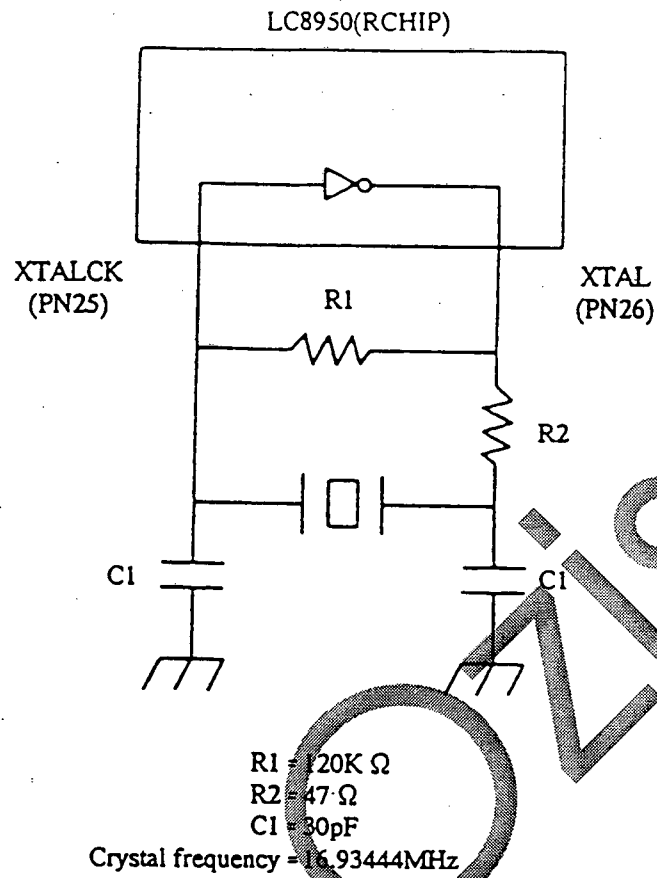 LC8950(RCHIP)
XTALCK
(PN25)
XTAL
(PN26)
R1
R2
C1
C1
R1 = 120K Ω
R2 = 47 Ω
C1 = 30pF
Crystal frequency = 16.93444MHz